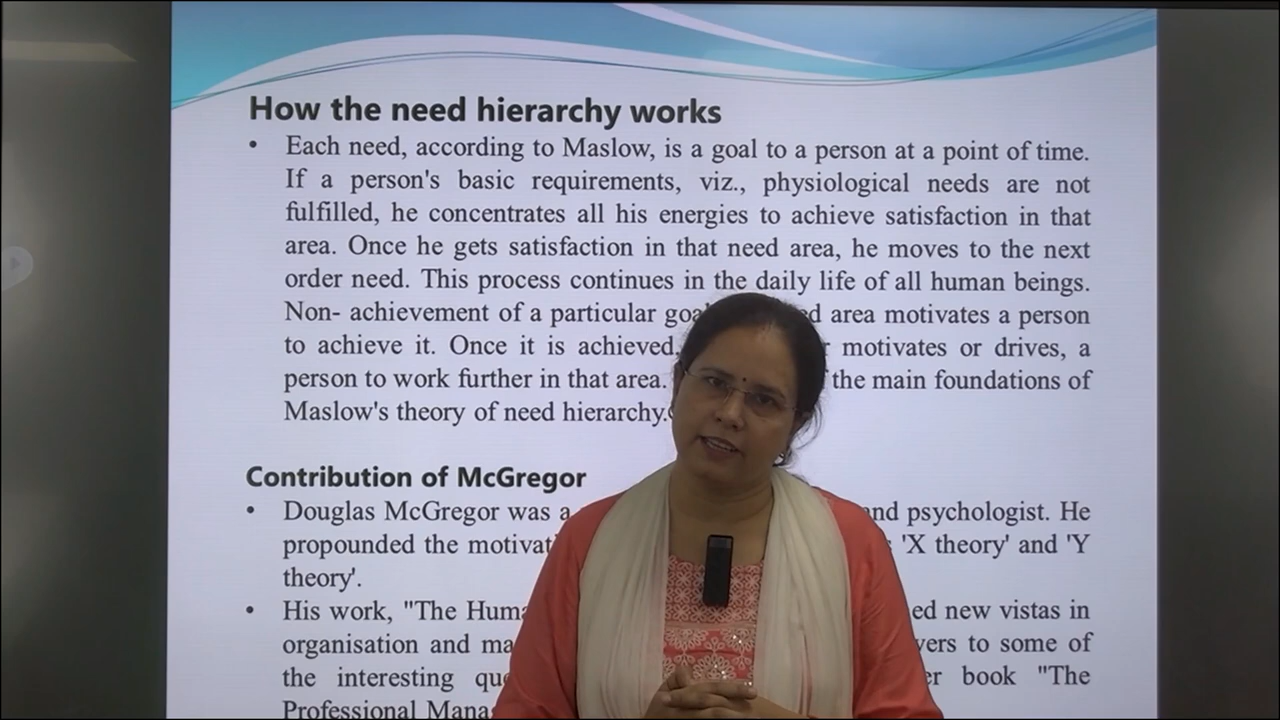 How the need hierarchy works
• Each need, according to Maslow, is a goal to a person at a point of time.
If a person's basic requirements, viz., physiological needs are not
fulfilled, he concentrates all his energies to achieve satisfaction in that
area. Once he gets satisfaction in that need area, he moves to the next
order need. This process continues in the daily life of all human beings.
Non- achievement of a particular area motivates a person
to achieve it. Once it is achieved, motivates or drives, a
person to work further in that area. the main foundations of
Maslow's theory of need hierarchy.
Contribution of McGregor
• Douglas McGregor was a and psychologist. He
propounded the 'X theory' and 'Y
theory'.
• His work, "The new vistas in
organisation and to some of
the interesting book "The
Professional